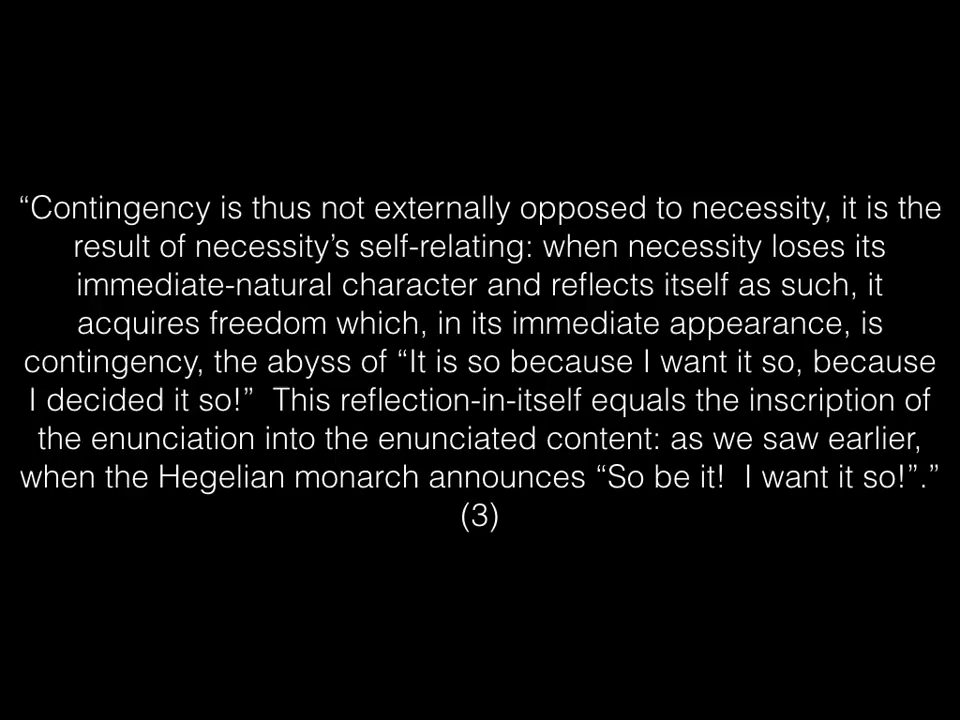 “Contingency is thus not externally opposed to necessity, it is the
result of necessity’s self-relating: when necessity loses its
immediate-natural character and reflects itself as such, it
acquires freedom which, in its immediate appearance, is
contingency, the abyss of “It is so because I want it so, because
I decided it so!”  This reflection-in-itself equals the inscription of
the enunciation into the enunciated content: as we saw earlier,
when the Hegelian monarch announces “So be it!  I want it so!”.”
(3)